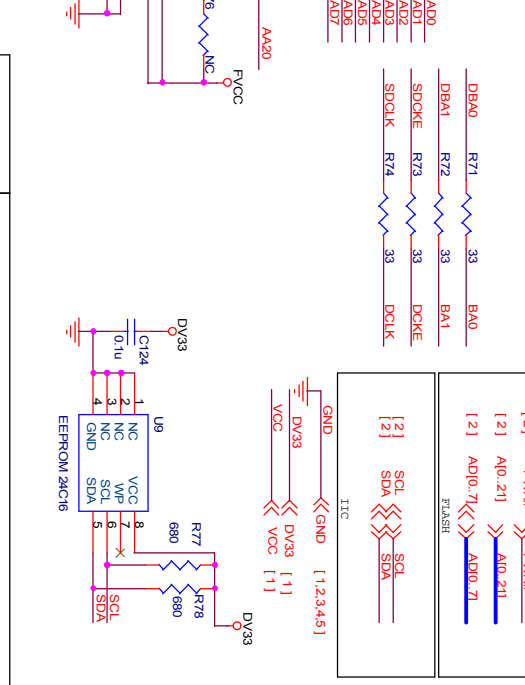 AD0
AD1
AD2
AD3
AD4
AD5
AD6
AD7
AA20
NC
FVCC
DBA0 R71 33 BA0
DBA1 R72 33 BA1
SDCKE R73 33 DCKE
SDCLK R74 33 DCLK
[ 2 ] A[0..21] A[0..21]
[ 2 ] AD[0..7] AD[0..7]
FLASH
[ 2 ] SCL SCL
[ 2 ] SDA SDA
IIC
GND GND [1,2,3,4,5 ]
DV33 DV33 [ 1 ]
VCC VCC [ 1 ]
DV33
C124
0.1u
U9
1 NC VCC 8
2 NC WP 7
3 NC SCL 6
4 GND SDA 5
EEPROM 24C16
R77
680
R78
680
DV33
SCL
SDA